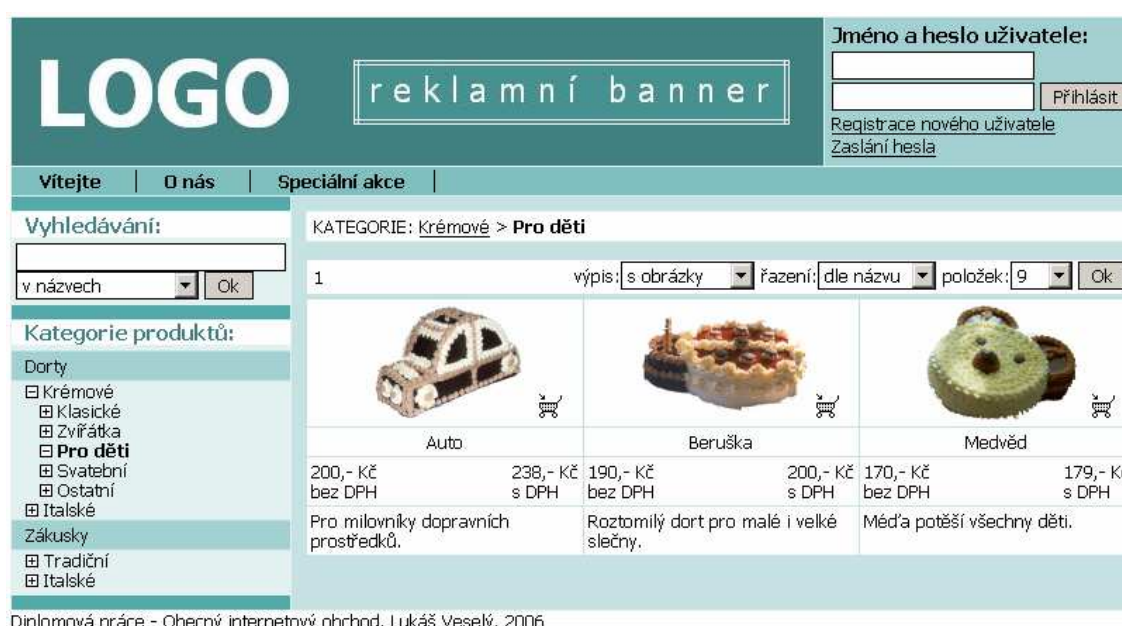 LOGO
reklamní banner
Jméno a heslo uživatele:
Přihlásit
Registrace nového uživatele
Zaslání hesla
Vítejte | O nás | Speciální akce |
Vyhledávání:
v názvech Ok
Kategorie produktů:
Dorty
Krémové
Klasické
Zvířátka
Pro děti
Svatební
Ostatní
Italské
Zákusky
Tradiční
Italské
KATEGORIE: Krémové > Pro děti
1 výpis: s obrázky řazení: dle názvu položek: 9 Ok
Auto Beruška Medvěd
200,- Kč 238,- Kč 190,- Kč 200,- Kč 170,- Kč 179,- Kč
bez DPH s DPH bez DPH s DPH bez DPH s DPH
Pro milovníky dopravních
prostředků.
Roztomilý dort pro malé i velké
slečny.
Méďa potěší všechny děti.
Diplomová práce - Obecný internetový obchod, Lukáš Veselý, 2006